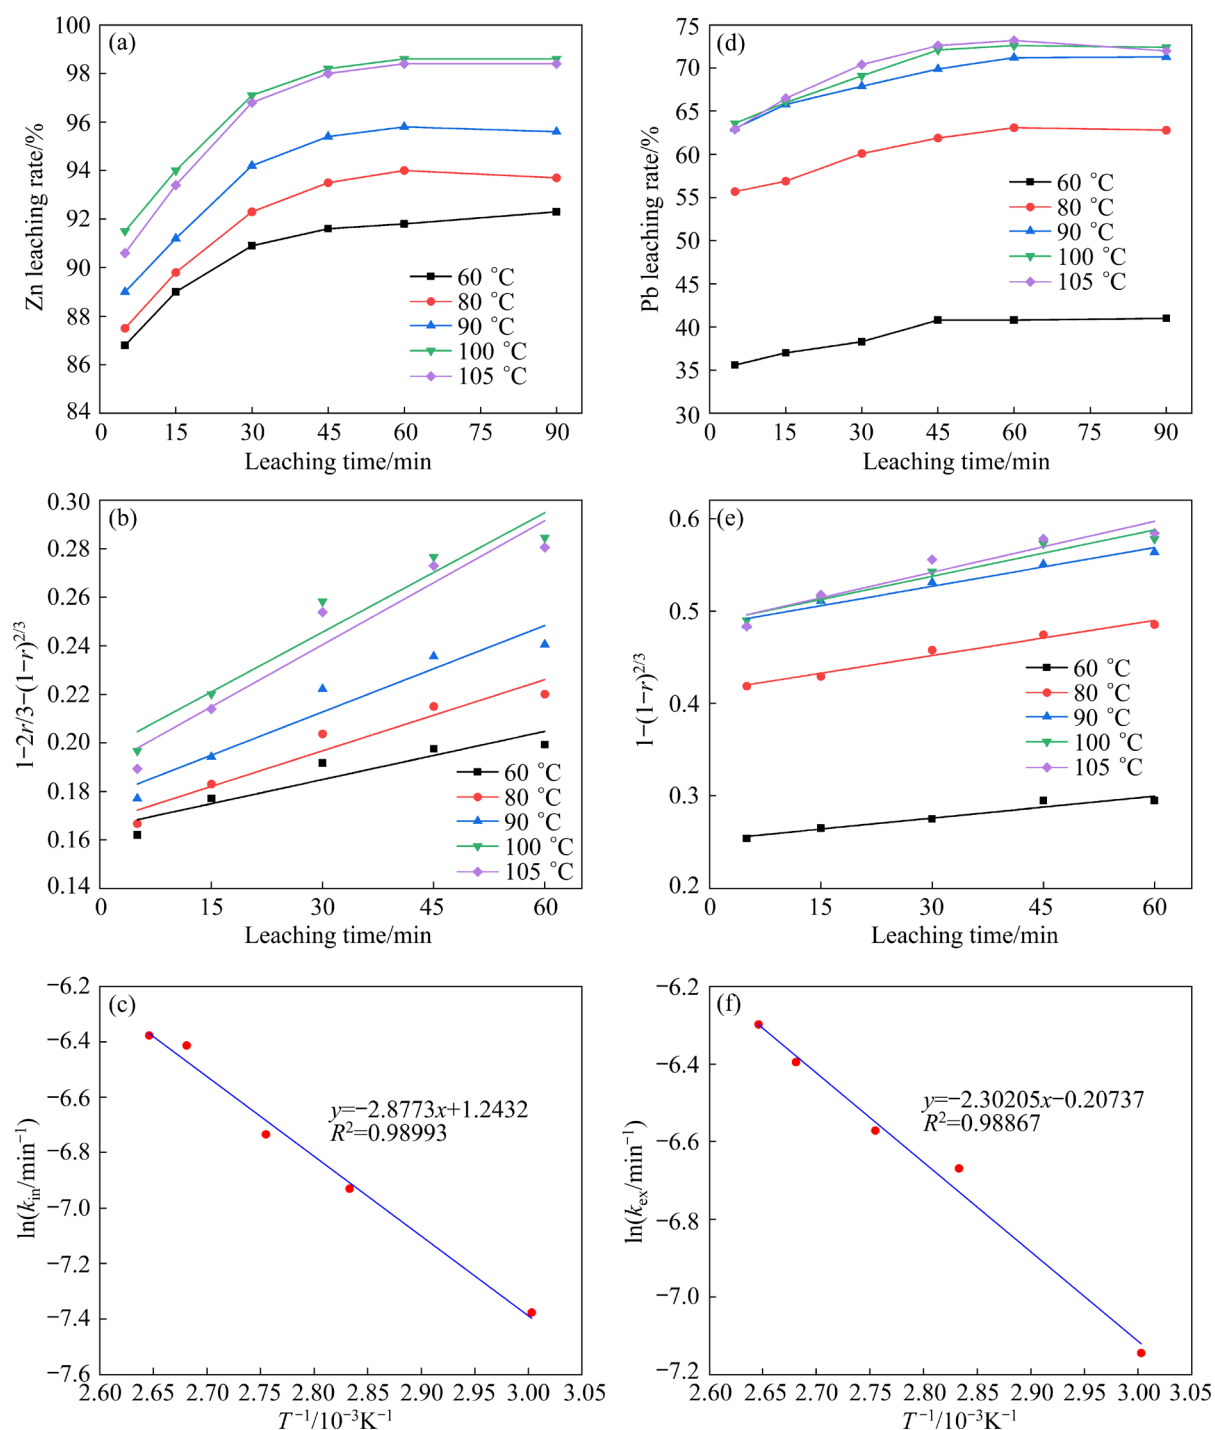 (a)
100
98
96
94
92
90
88
86
84
Zn leaching rate/%
60 °C
80 °C
90 °C
100 °C
105 °C
0 15 30 45 60 75 90
Leaching time/min
(d)
75
70
65
60
55
50
45
40
35
30
Pb leaching rate/%
60 °C
80 °C
90 °C
100 °C
105 °C
0 15 30 45 60 75 90
Leaching time/min
(b)
0.30
0.28
0.26
0.24
0.22
0.20
0.18
0.16
0.14
1−2r/3−(1−r)^{2/3}
60 °C
80 °C
90 °C
100 °C
105 °C
0 15 30 45 60
Leaching time/min
(e)
0.6
0.5
0.4
0.3
0.2
1−(1−r)^{2/3}
60 °C
80 °C
90 °C
100 °C
105 °C
0 15 30 45 60
Leaching time/min
(c)
−6.2
−6.4
−6.6
−6.8
−7.0
−7.2
−7.4
−7.6
ln(k_{in}/min^{−1})
y=−2.8773x+1.2432
R²=0.98993
2.60 2.65 2.70 2.75 2.80 2.85 2.90 2.95 3.00 3.05
T^{−1}/10^{−3}K^{−1}
(f)
−6.2
−6.4
−6.6
−6.8
−7.0
−7.2
ln(k_{ex}/min^{−1})
y=−2.30205x−0.20737
R²=0.98867
2.60 2.65 2.70 2.75 2.80 2.85 2.90 2.95 3.00 3.05
T^{−1}/10^{−3}K^{−1}